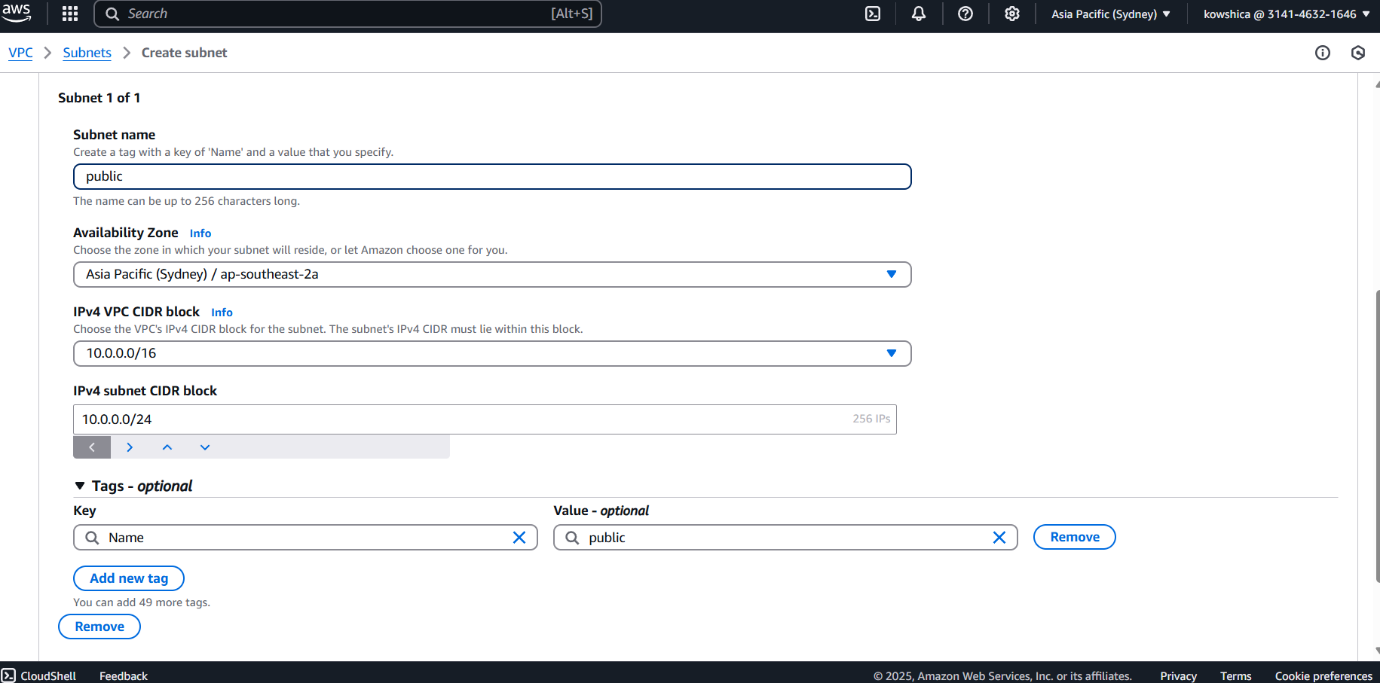 aws Search [Alt+S] Asia Pacific (Sydney) ▼ kowshica @ 3141-4632-1646 ▼
VPC > Subnets > Create subnet
Subnet 1 of 1
Subnet name
Create a tag with a key of 'Name' and a value that you specify.
public
The name can be up to 256 characters long.
Availability Zone Info
Choose the zone in which your subnet will reside, or let Amazon choose one for you.
Asia Pacific (Sydney) / ap-southeast-2a
IPv4 VPC CIDR block Info
Choose the VPC's IPv4 CIDR block for the subnet. The subnet's IPv4 CIDR must lie within this block.
10.0.0.0/16
IPv4 subnet CIDR block
10.0.0.0/24 256 IPs
Tags - optional
Key Value - optional
Name public Remove
Add new tag
You can add 49 more tags.
Remove
CloudShell Feedback © 2025, Amazon Web Services, Inc. or its affiliates. Privacy Terms Cookie preferences